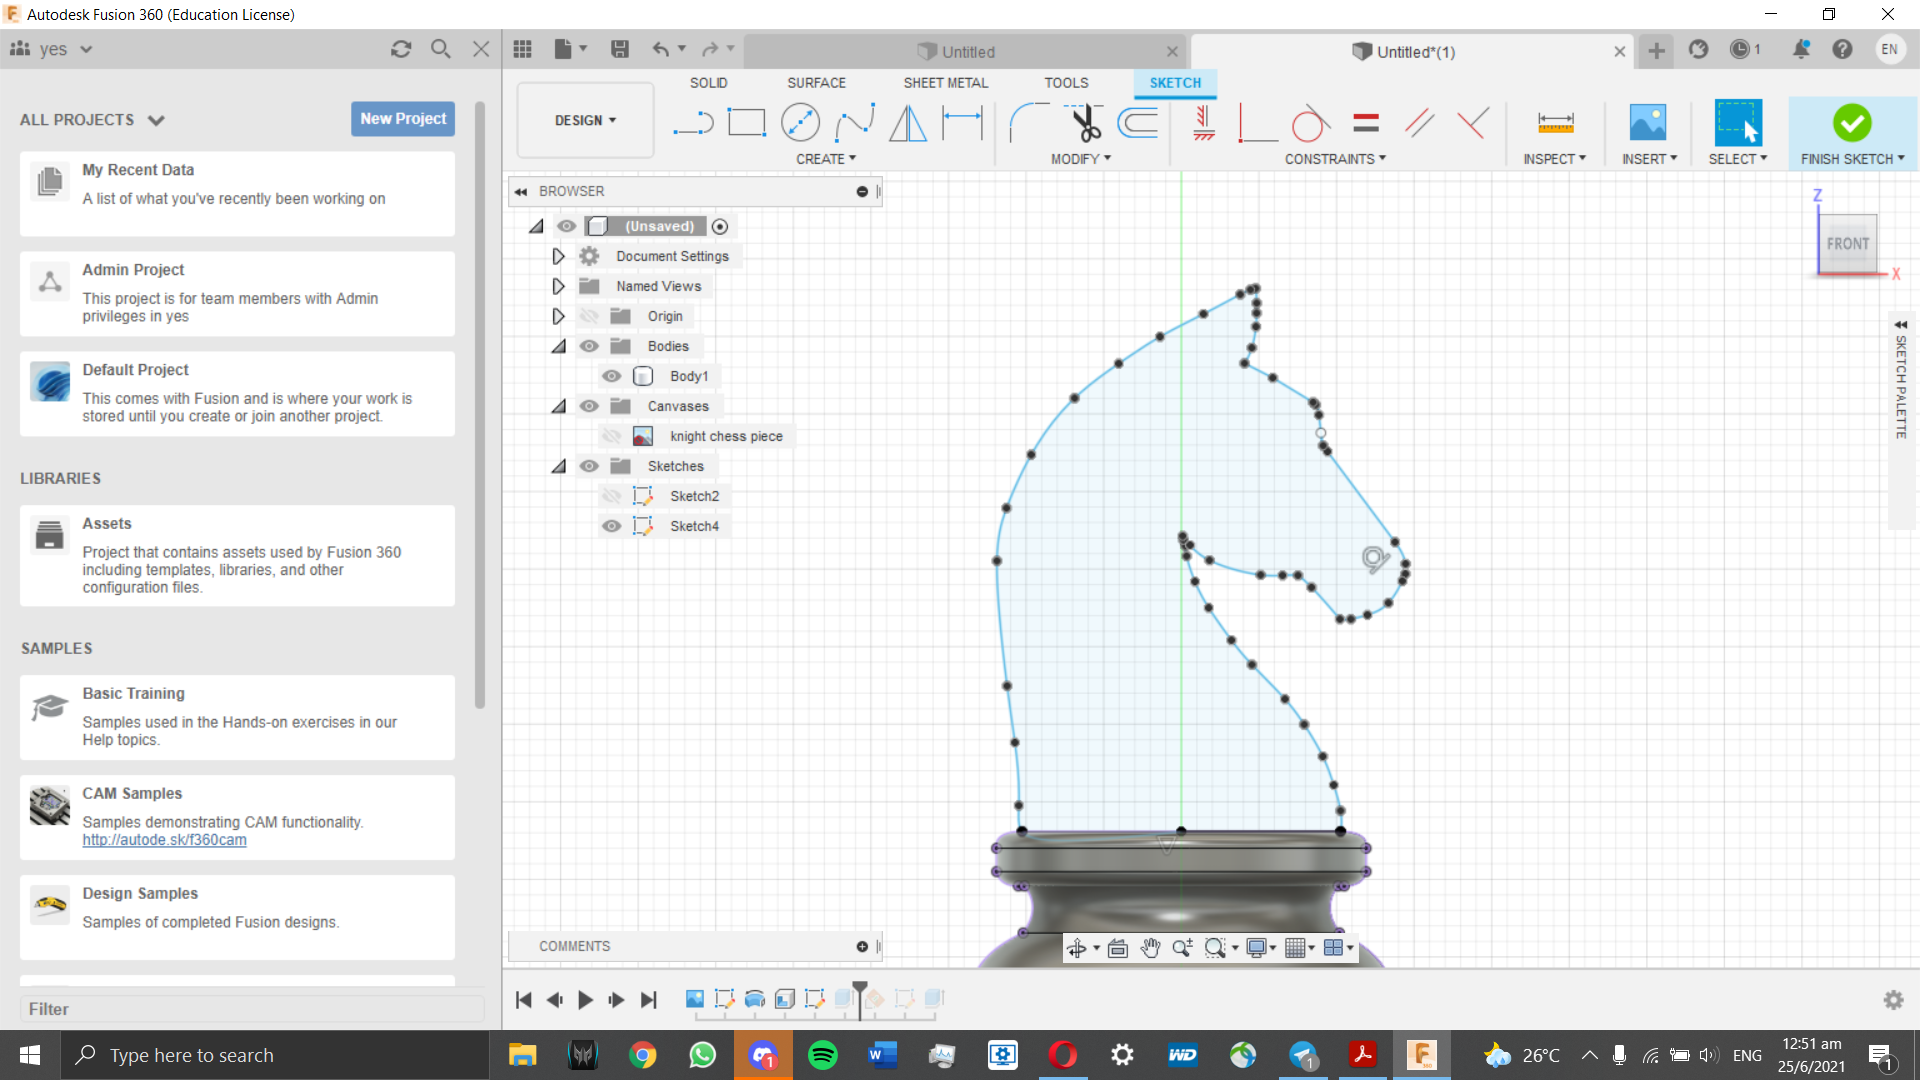 Autodesk Fusion 360 (Education License)
yes
Untitled
Untitled*(1)
1
EN
ALL PROJECTS
New Project
My Recent Data
A list of what you've recently been working on
Admin Project
This project is for team members with Admin
privileges in yes
Default Project
This comes with Fusion and is where your work is
stored until you create or join another project.
LIBRARIES
Assets
Project that contains assets used by Fusion 360
including templates, libraries, and other
configuration files.
SAMPLES
Basic Training
Samples used in the Hands-on exercises in our
Help topics.
CAM Samples
Samples demonstrating CAM functionality.
http://autode.sk/f360cam
Design Samples
Samples of completed Fusion designs.
Filter
DESIGN
SOLID
SURFACE
SHEET METAL
TOOLS
SKETCH
CREATE
MODIFY
CONSTRAINTS
INSPECT
INSERT
SELECT
FINISH SKETCH
BROWSER
(Unsaved)
Document Settings
Named Views
Origin
Bodies
Body1
Canvases
knight chess piece
Sketches
Sketch2
Sketch4
Z
FRONT
X
SKETCH PALETTE
COMMENTS
Type here to search
1
W
WD
1
F
360
26°C
ENG
12:51 am
25/6/2021
1